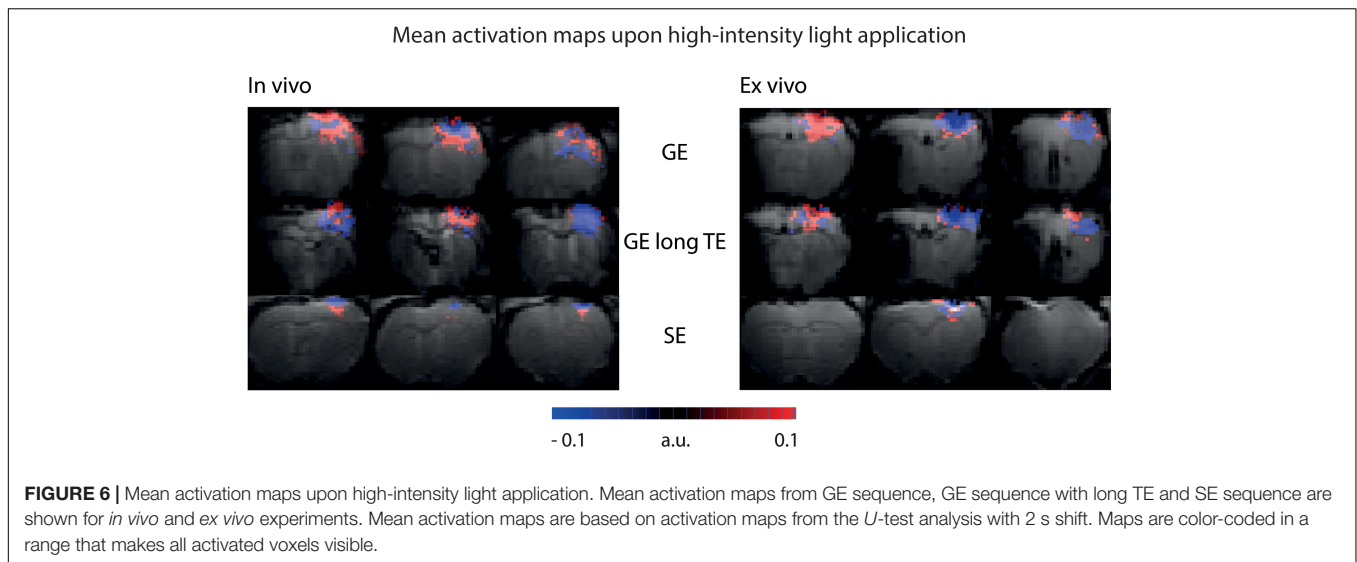 Mean activation maps upon high-intensity light application
In vivo
Ex vivo
GE
GE long TE
SE
- 0.1
a.u.
0.1
FIGURE 6 | Mean activation maps upon high-intensity light application. Mean activation maps from GE sequence, GE sequence with long TE and SE sequence are
shown for in vivo and ex vivo experiments. Mean activation maps are based on activation maps from the U-test analysis with 2 s shift. Maps are color-coded in a
range that makes all activated voxels visible.